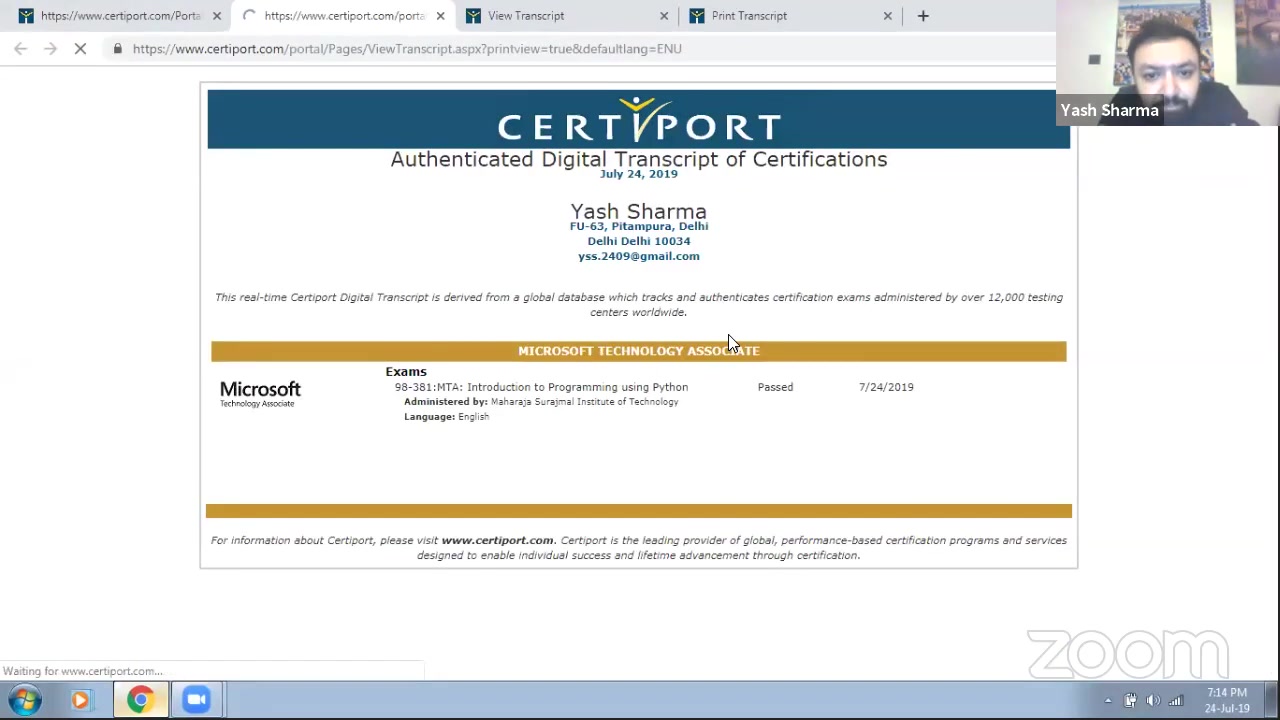 https://www.certiport.com/Porta
https://www.certiport.com/porta
View Transcript
Print Transcript
https://www.certiport.com/portal/Pages/ViewTranscript.aspx?printview=true&defaultlang=ENU
Yash Sharma
CERTIPORT
Authenticated Digital Transcript of Certifications
July 24, 2019
Yash Sharma
FU-63, Pitampura, Delhi
Delhi Delhi 10034
yss.2409@gmail.com
This real-time Certiport Digital Transcript is derived from a global database which tracks and authenticates certification exams administered by over 12,000 testing
centers worldwide.
MICROSOFT TECHNOLOGY ASSOCIATE
Exams
98-381:MTA: Introduction to Programming using Python Passed 7/24/2019
Microsoft
Technology Associate
Administered by: Maharaja Surajmal Institute of Technology
Language: English
For information about Certiport, please visit www.certiport.com. Certiport is the leading provider of global, performance-based certification programs and services
designed to enable individual success and lifetime advancement through certification.
zoom
Waiting for www.certiport.com...
7:14 PM
24-Jul-19